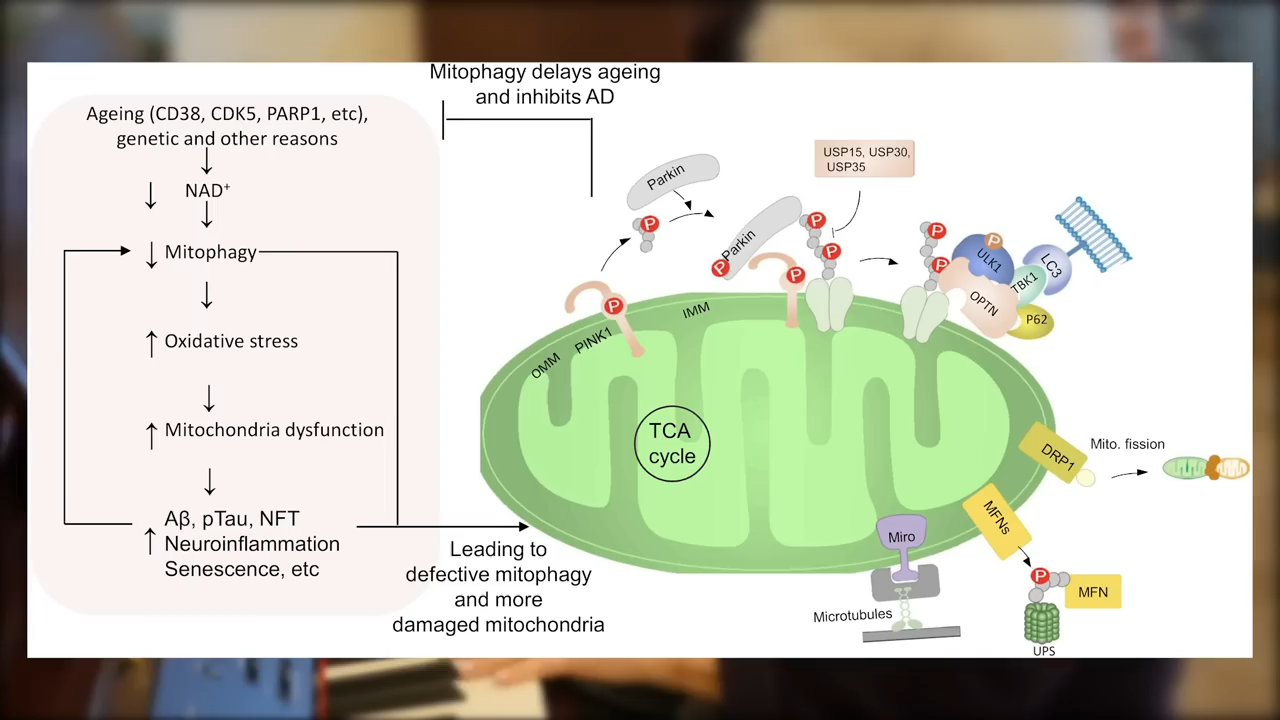 Mitophagy delays ageing
and inhibits AD
Ageing (CD38, CDK5, PARP1, etc),
genetic and other reasons
↓ NAD⁺
↓ Mitophagy
↑ Oxidative stress
↑ Mitochondria dysfunction
↑ Aβ, pTau, NFT
Neuroinflammation
Senescence, etc
Leading to
defective mitophagy
and more
damaged mitochondria
Parkin
P
USP15, USP30,
USP35
P
Parkin
P
P
P
P
P
P
ULK1
LC3
TBK1
OPTN
P62
P
IMM
PINK1
OMM
TCA
cycle
DRP1
Mito. fission
MFNs
Miro
P
MFN
Microtubules
UPS